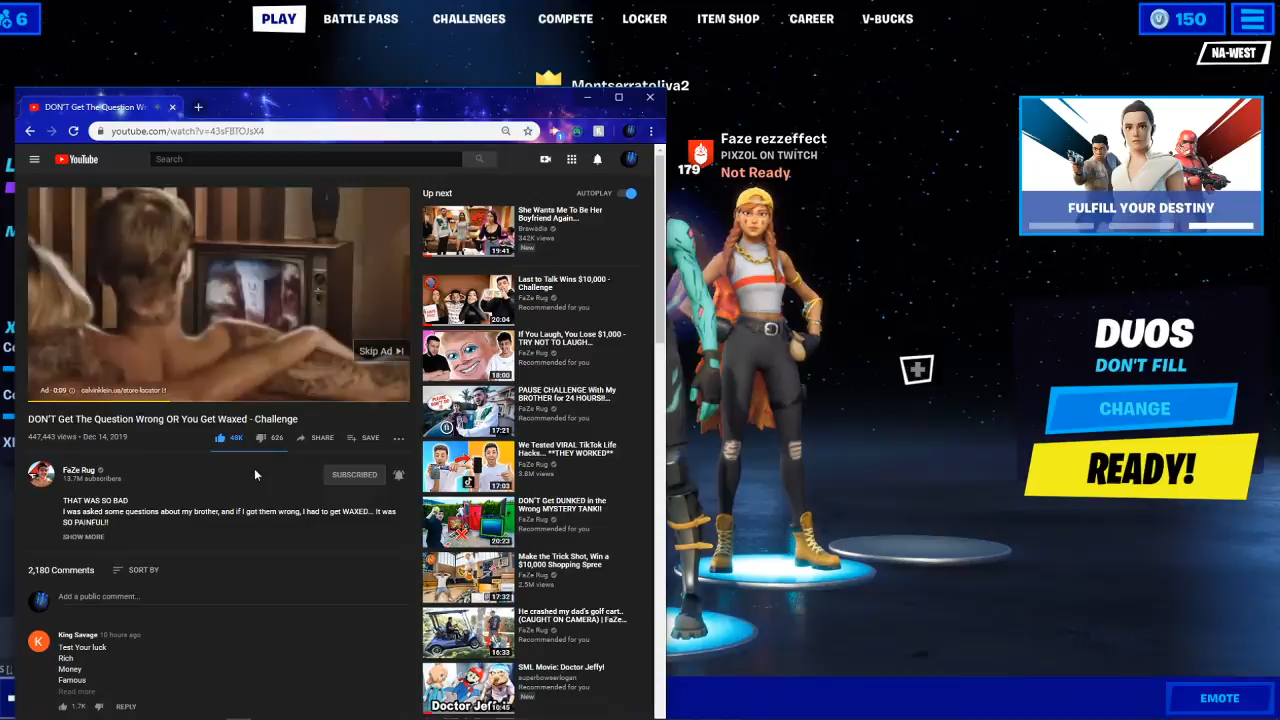 6
PLAY
BATTLE PASS
CHALLENGES
COMPETE
LOCKER
ITEM SHOP
CAREER
V-BUCKS
150
NA-WEST
Montserratoliva2
DON'T Get The Question W
youtube.com/watch?v=43sFBTOJsX4
YouTube
Search
Up next
AUTOPLAY
Skip Ad
Ad · 0:09
calvinklein.us/store-locator
DON'T Get The Question Wrong OR You Get Waxed - Challenge
447,443 views • Dec 14, 2019
48K
626
SHARE
SAVE
FaZe Rug
13.7M subscribers
SUBSCRIBED
THAT WAS SO BAD
I was asked some questions about my brother, and if I got them wrong, I had to get WAXED... It was
SO PAINFUL!!
SHOW MORE
2,180 Comments
SORT BY
Add a public comment...
K
King Savage 10 hours ago
Test Your luck
Rich
Money
Famous
Read more
1.7K
REPLY
She Wants Me To Be Her
Boyfriend Again...
Brawadis
342K views
New
19:41
Last to Talk Wins $10,000 -
Challenge
FaZe Rug
Recommended for you
20:04
If You Laugh, You Lose $1,000 -
TRY NOT TO LAUGH...
FaZe Rug
Recommended for you
18:00
PAUSE CHALLENGE With My
BROTHER for 24 HOURS!!..
FaZe Rug
Recommended for you
17:21
We Tested VIRAL TikTok Life
Hacks... **THEY WORKED**
FaZe Rug
3.8M views
17:03
DON'T Get DUNKED in the
Wrong MYSTERY TANK!!
FaZe Rug
Recommended for you
20:23
Make the Trick Shot, Win a
$10,000 Shopping Spree
FaZe Rug
2.5M views
17:32
He crashed my dad's golf cart..
(CAUGHT ON CAMERA) | FaZe...
FaZe Rug
Recommended for you
16:33
SML Movie: Doctor Jeffy!
superbowserlogan
Recommended for you
New
10:45
179
Faze rezzeffect
PIXZOL ON TWITCH
Not Ready
FULFILL YOUR DESTINY
DUOS
DON'T FILL
CHANGE
READY!
EMOTE